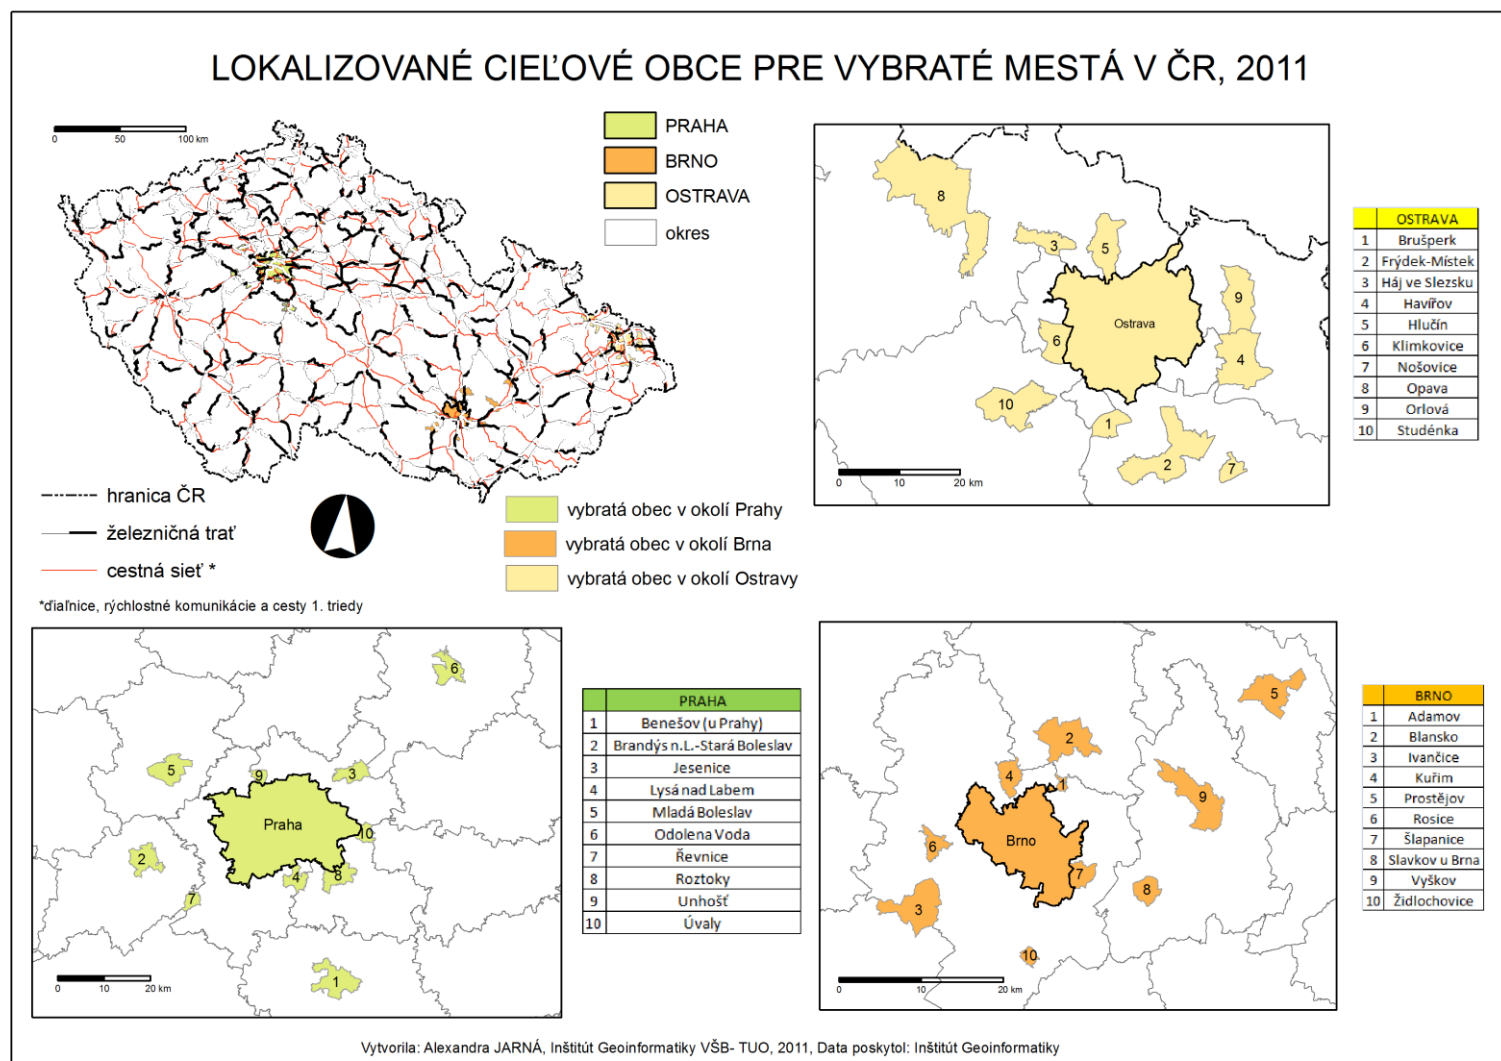 LOKALIZOVANÉ CIEĽOVÉ OBCE PRE VYBRATÉ MESTÁ V ČR, 2011
0 50 100 km
PRAHA
BRNO
OSTRAVA
okres
hranica ČR
železničná trať
cestná sieť *
*ďiaľnice, rýchlostné komunikácie a cesty 1. triedy
vybratá obec v okolí Prahy
vybratá obec v okolí Brna
vybratá obec v okolí Ostravy
8
3
5
9
Ostrava
6
4
10
1
2
7
0 10 20 km
OSTRAVA
1 Brušperk
2 Frýdek-Místek
3 Háj ve Slezsku
4 Havířov
5 Hlučín
6 Klimkovice
7 Nošovice
8 Opava
9 Orlová
10 Studénka
6
5
9
3
Praha
10
2
4
8
7
1
0 10 20 km
PRAHA
1 Benešov (u Prahy)
2 Brandýs n.L.-Stará Boleslav
3 Jesenice
4 Lysá nad Labem
5 Mladá Boleslav
6 Odolena Voda
7 Řevnice
8 Roztoky
9 Unhošť
10 Úvaly
5
2
4
1
9
Brno
6
7
8
3
10
0 10 20 km
BRNO
1 Adamov
2 Blansko
3 Ivančice
4 Kuřim
5 Prostějov
6 Rosice
7 Šlapanice
8 Slavkov u Brna
9 Vyškov
10 Židlochovice
Vytvorila: Alexandra JARNÁ, Inštitút Geoinformatiky VŠB- TUO, 2011, Data poskytol: Inštitút Geoinformatiky